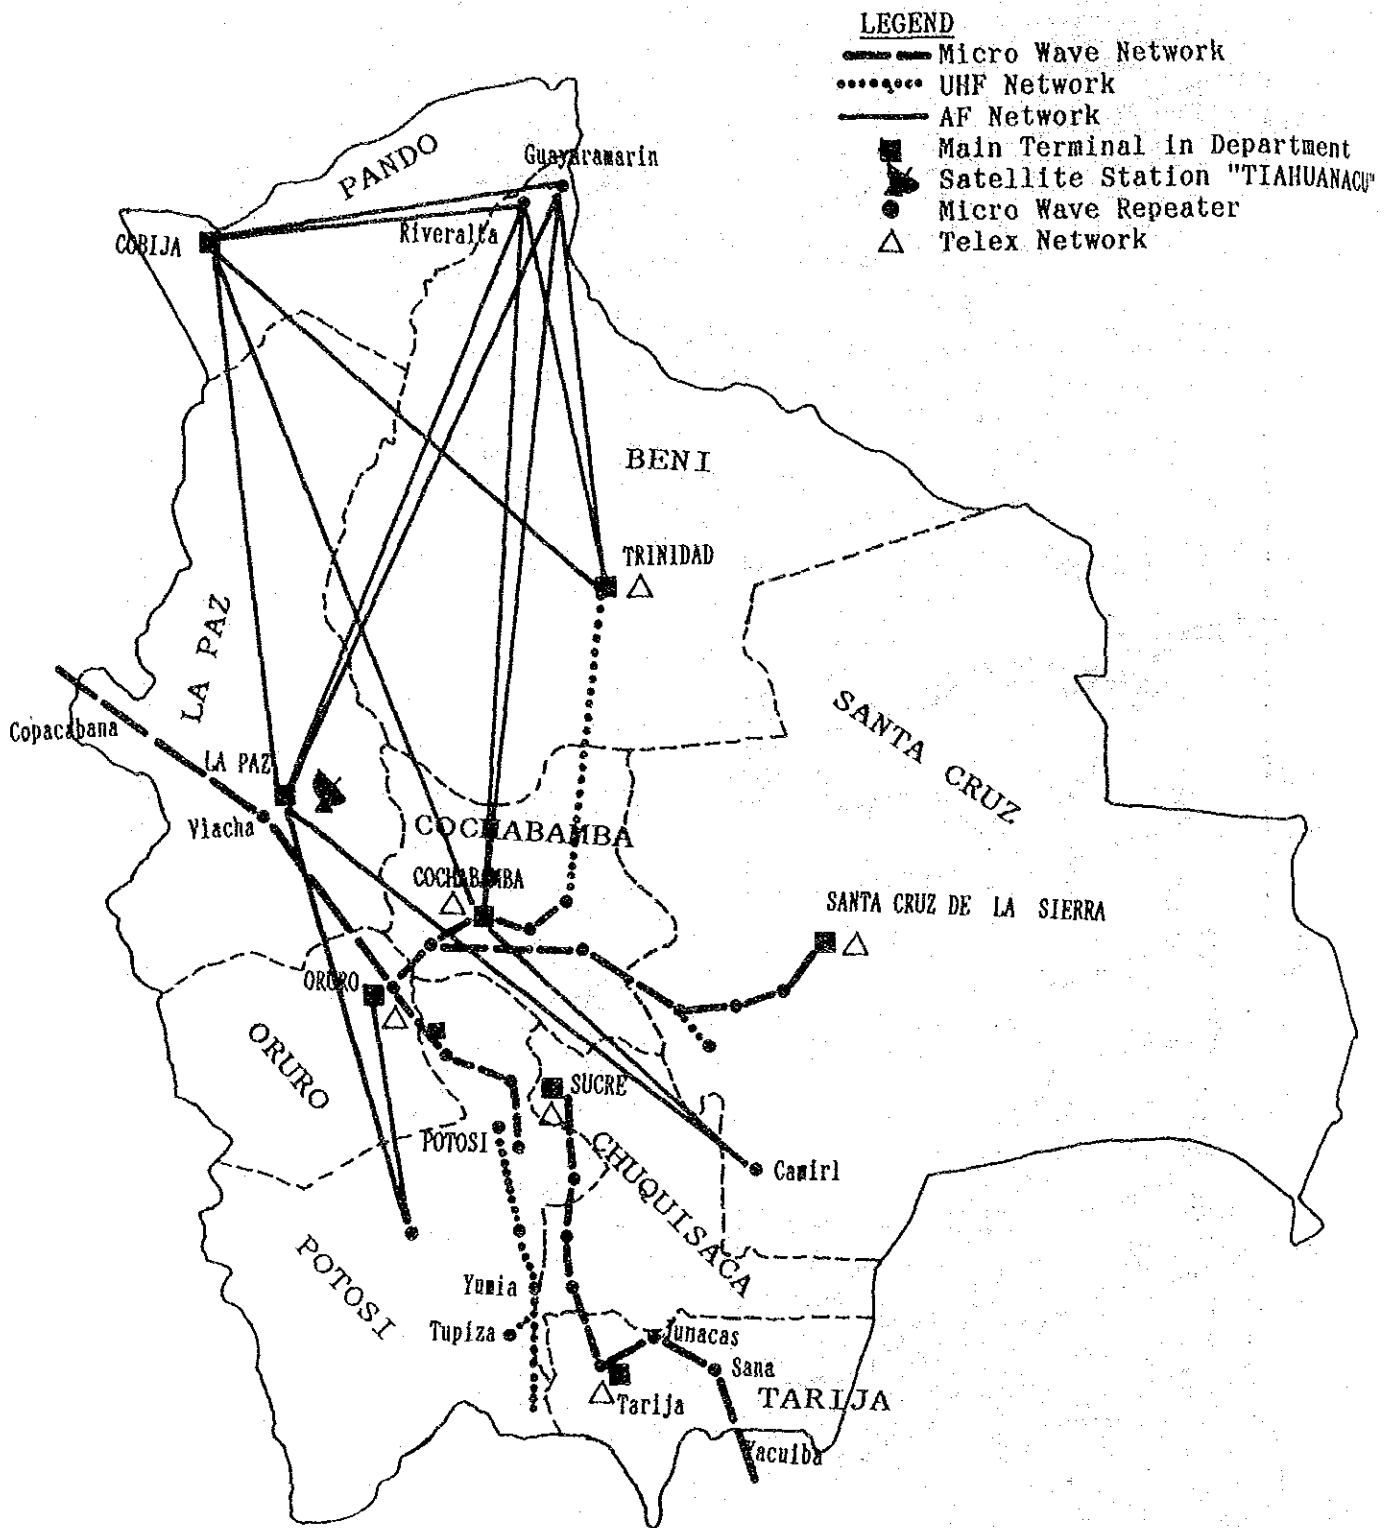 LEGEND
Micro Wave Network
UHF Network
AF Network
Main Terminal in Department
Satellite Station "TIAHUANACU"
Micro Wave Repeater
Telex Network
PANDO
Guayaramarin
COBIJA
Riveralta
BENI
TRINIDAD
LA PAZ
SANTA CRUZ
Copacabana
LA PAZ
Viacha
COCHABAMBA
COCHABAMBA
SANTA CRUZ DE LA SIERRA
ORURO
ORURO
SUCRE
POTOSI
CHUQUISACA
Camirl
POTOSI
Yumia
Tupiza
Junacas
Sana
TARIJA
Tarija
Yacuiba